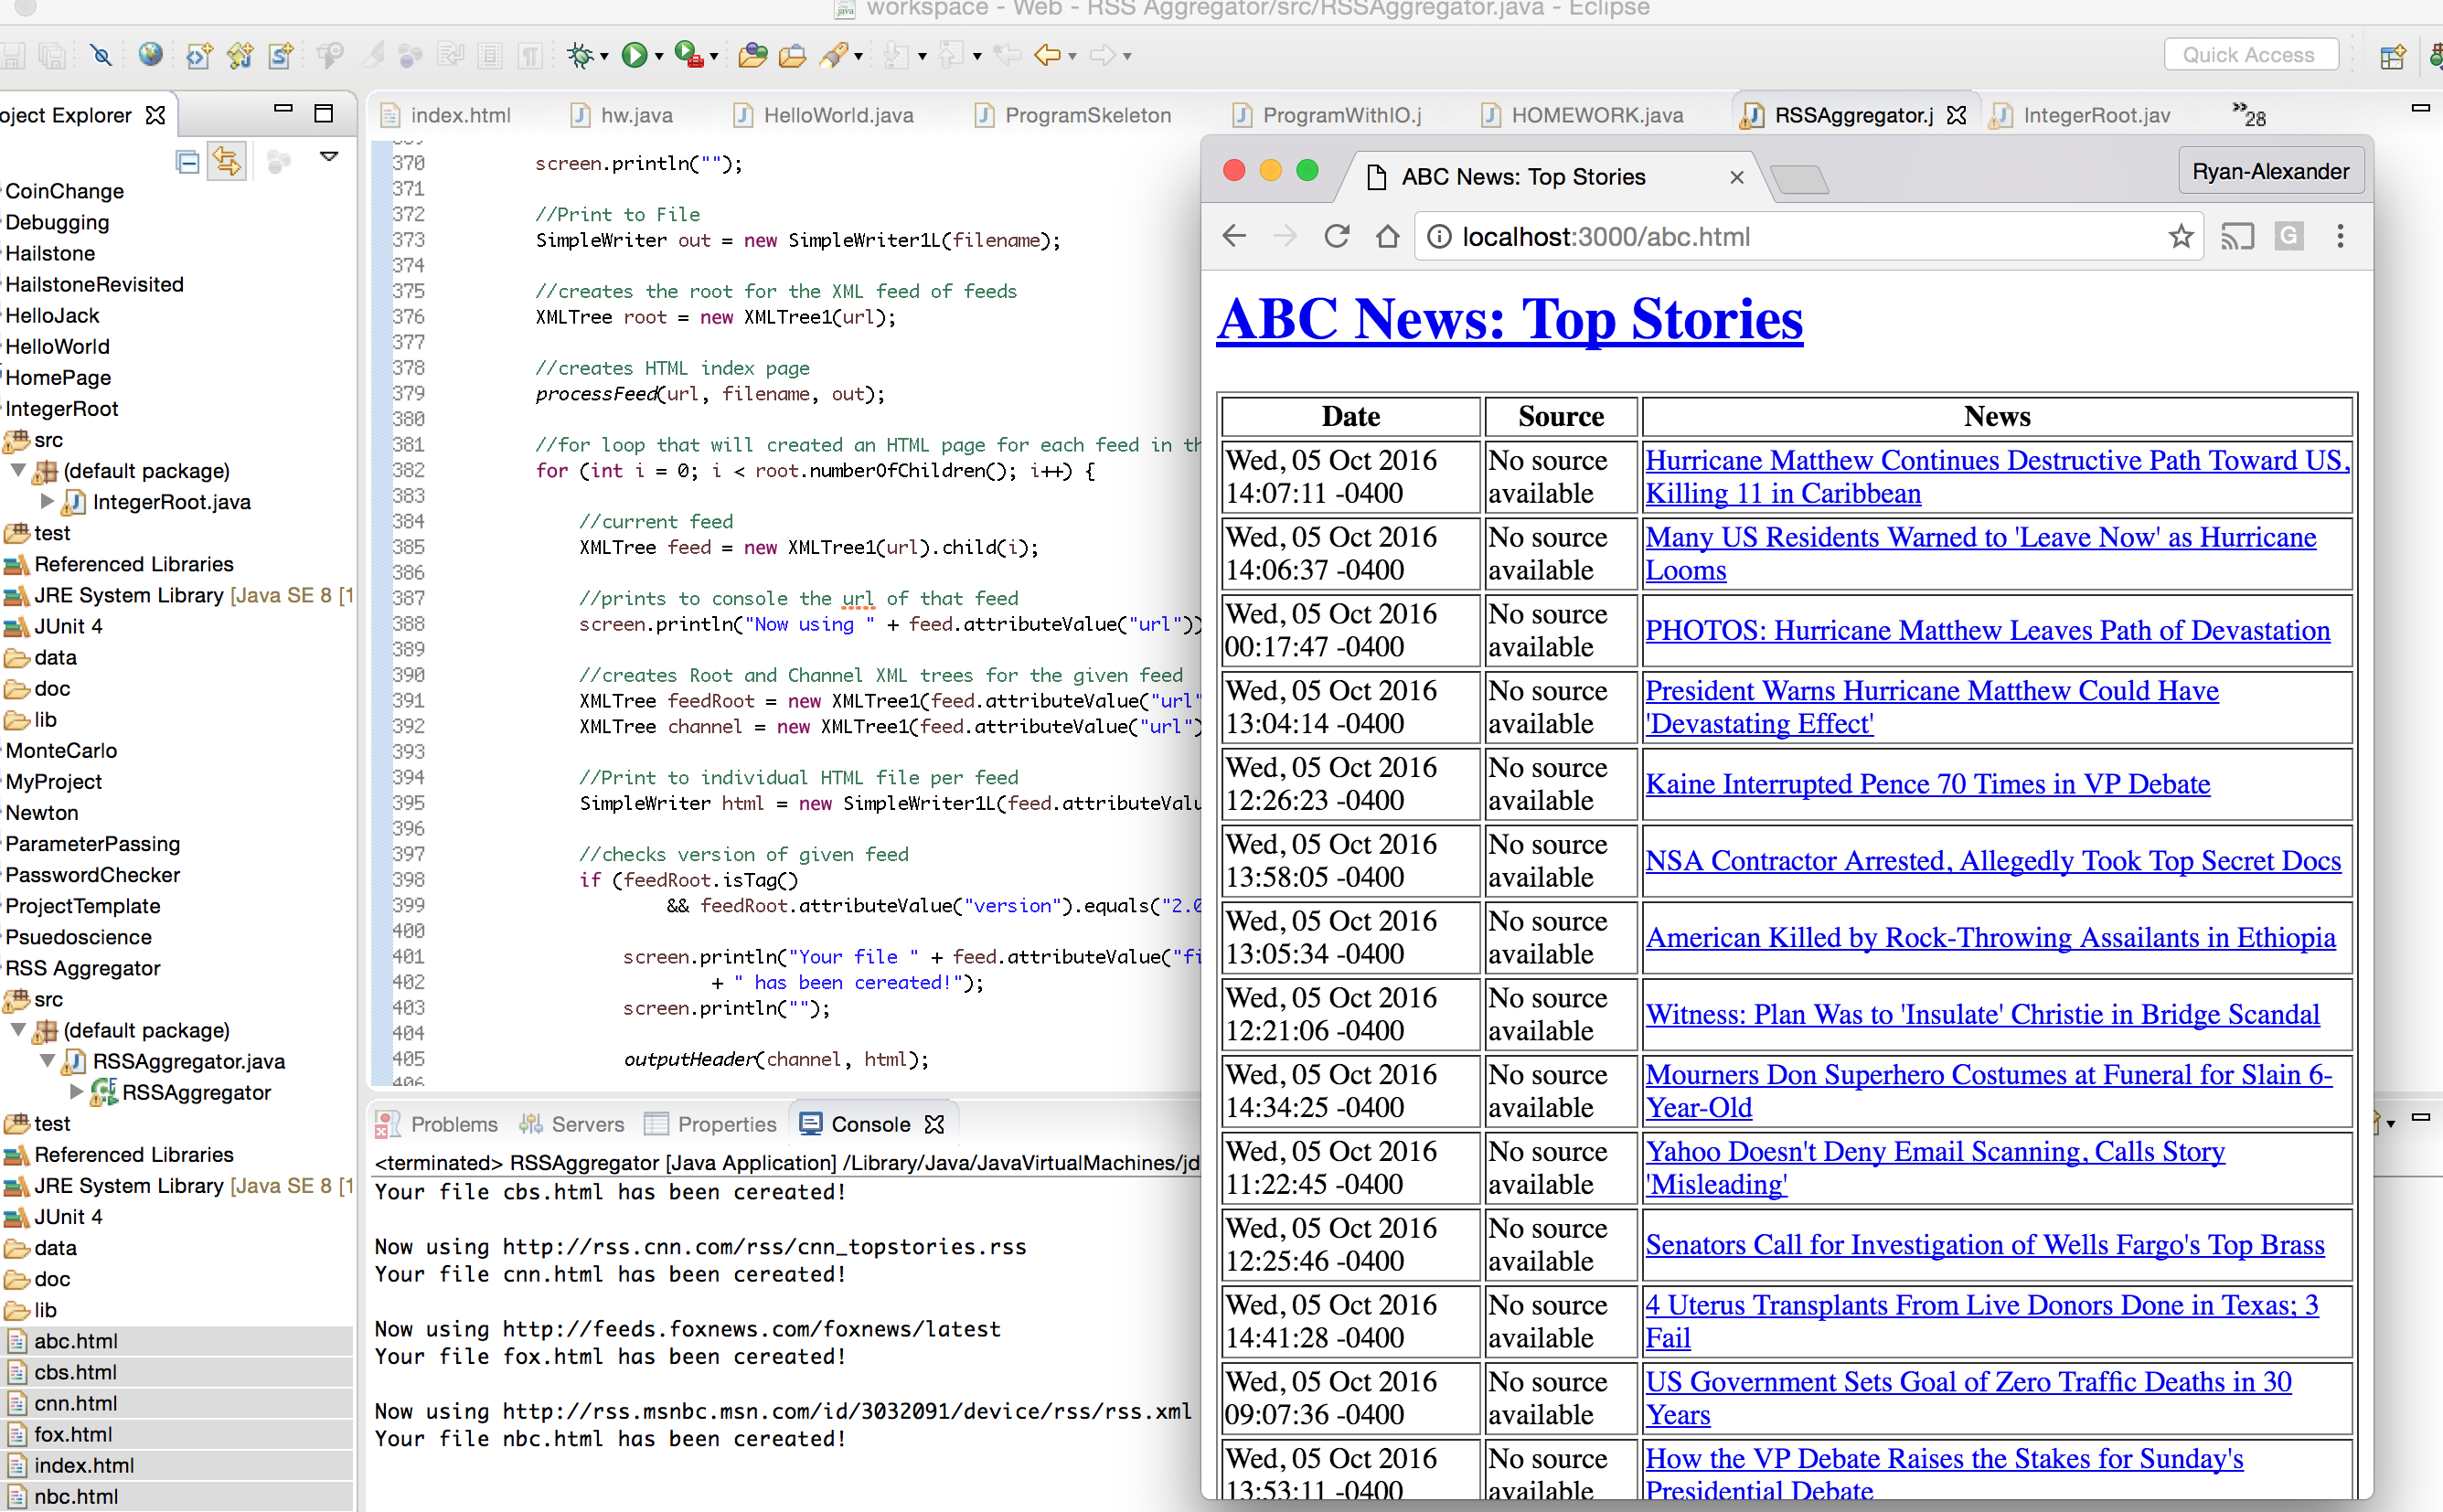 workspace - Web - RSS Aggregator/src/RSSAggregator.java - Eclipse
Quick Access
oject Explorer
index.html
hw.java
HelloWorld.java
ProgramSkeleton
ProgramWithIO.j
HOMEWORK.java
RSSAggregator.j
IntegerRoot.jav
»28
CoinChange
Debugging
Hailstone
HailstoneRevisited
HelloJack
HelloWorld
HomePage
IntegerRoot
src
(default package)
IntegerRoot.java
test
Referenced Libraries
JRE System Library [Java SE 8 [1
JUnit 4
data
doc
lib
MonteCarlo
MyProject
Newton
ParameterPassing
PasswordChecker
ProjectTemplate
Psuedoscience
RSS Aggregator
src
(default package)
RSSAggregator.java
RSSAggregator
test
Referenced Libraries
JRE System Library [Java SE 8 [1
JUnit 4
data
doc
lib
abc.html
cbs.html
cnn.html
fox.html
index.html
nbc.html
370 screen.println("");
371
372 //Print to File
373 SimpleWriter out = new SimpleWriter1L(filename);
374
375 //creates the root for the XML feed of feeds
376 XMLTree root = new XMLTree1(url);
377
378 //creates HTML index page
379 processFeed(url, filename, out);
380
381 //for loop that will created an HTML page for each feed in th
382 for (int i = 0; i < root.numberOfChildren(); i++) {
383
384 //current feed
385 XMLTree feed = new XMLTree1(url).child(i);
386
387 //prints to console the url of that feed
388 screen.println("Now using " + feed.attributeValue("url"))
389
390 //creates Root and Channel XML trees for the given feed
391 XMLTree feedRoot = new XMLTree1(feed.attributeValue("url"
392 XMLTree channel = new XMLTree1(feed.attributeValue("url")
393
394 //Print to individual HTML file per feed
395 SimpleWriter html = new SimpleWriter1L(feed.attributeValu
396
397 //checks version of given feed
398 if (feedRoot.isTag()
399 && feedRoot.attributeValue("version").equals("2.0
400
401 screen.println("Your file " + feed.attributeValue("fi
402 + " has been cereated!");
403 screen.println("");
404
405 outputHeader(channel, html);
406
Problems
Servers
Properties
Console
<terminated> RSSAggregator [Java Application] /Library/Java/JavaVirtualMachines/jd
Your file cbs.html has been cereated!
Now using http://rss.cnn.com/rss/cnn_topstories.rss
Your file cnn.html has been cereated!
Now using http://feeds.foxnews.com/foxnews/latest
Your file fox.html has been cereated!
Now using http://rss.msnbc.msn.com/id/3032091/device/rss/rss.xml
Your file nbc.html has been cereated!
ABC News: Top Stories
Ryan-Alexander
localhost:3000/abc.html
G
ABC News: Top Stories
Date Source News
Wed, 05 Oct 2016
14:07:11 -0400
No source
available
Hurricane Matthew Continues Destructive Path Toward US,
Killing 11 in Caribbean
Wed, 05 Oct 2016
14:06:37 -0400
No source
available
Many US Residents Warned to 'Leave Now' as Hurricane
Looms
Wed, 05 Oct 2016
00:17:47 -0400
No source
available
PHOTOS: Hurricane Matthew Leaves Path of Devastation
Wed, 05 Oct 2016
13:04:14 -0400
No source
available
President Warns Hurricane Matthew Could Have
'Devastating Effect'
Wed, 05 Oct 2016
12:26:23 -0400
No source
available
Kaine Interrupted Pence 70 Times in VP Debate
Wed, 05 Oct 2016
13:58:05 -0400
No source
available
NSA Contractor Arrested, Allegedly Took Top Secret Docs
Wed, 05 Oct 2016
13:05:34 -0400
No source
available
American Killed by Rock-Throwing Assailants in Ethiopia
Wed, 05 Oct 2016
12:21:06 -0400
No source
available
Witness: Plan Was to 'Insulate' Christie in Bridge Scandal
Wed, 05 Oct 2016
14:34:25 -0400
No source
available
Mourners Don Superhero Costumes at Funeral for Slain 6-
Year-Old
Wed, 05 Oct 2016
11:22:45 -0400
No source
available
Yahoo Doesn't Deny Email Scanning, Calls Story
'Misleading'
Wed, 05 Oct 2016
12:25:46 -0400
No source
available
Senators Call for Investigation of Wells Fargo's Top Brass
Wed, 05 Oct 2016
14:41:28 -0400
No source
available
4 Uterus Transplants From Live Donors Done in Texas; 3
Fail
Wed, 05 Oct 2016
09:07:36 -0400
No source
available
US Government Sets Goal of Zero Traffic Deaths in 30
Years
Wed, 05 Oct 2016
13:53:11 -0400
No source
available
How the VP Debate Raises the Stakes for Sunday's
Presidential Debate